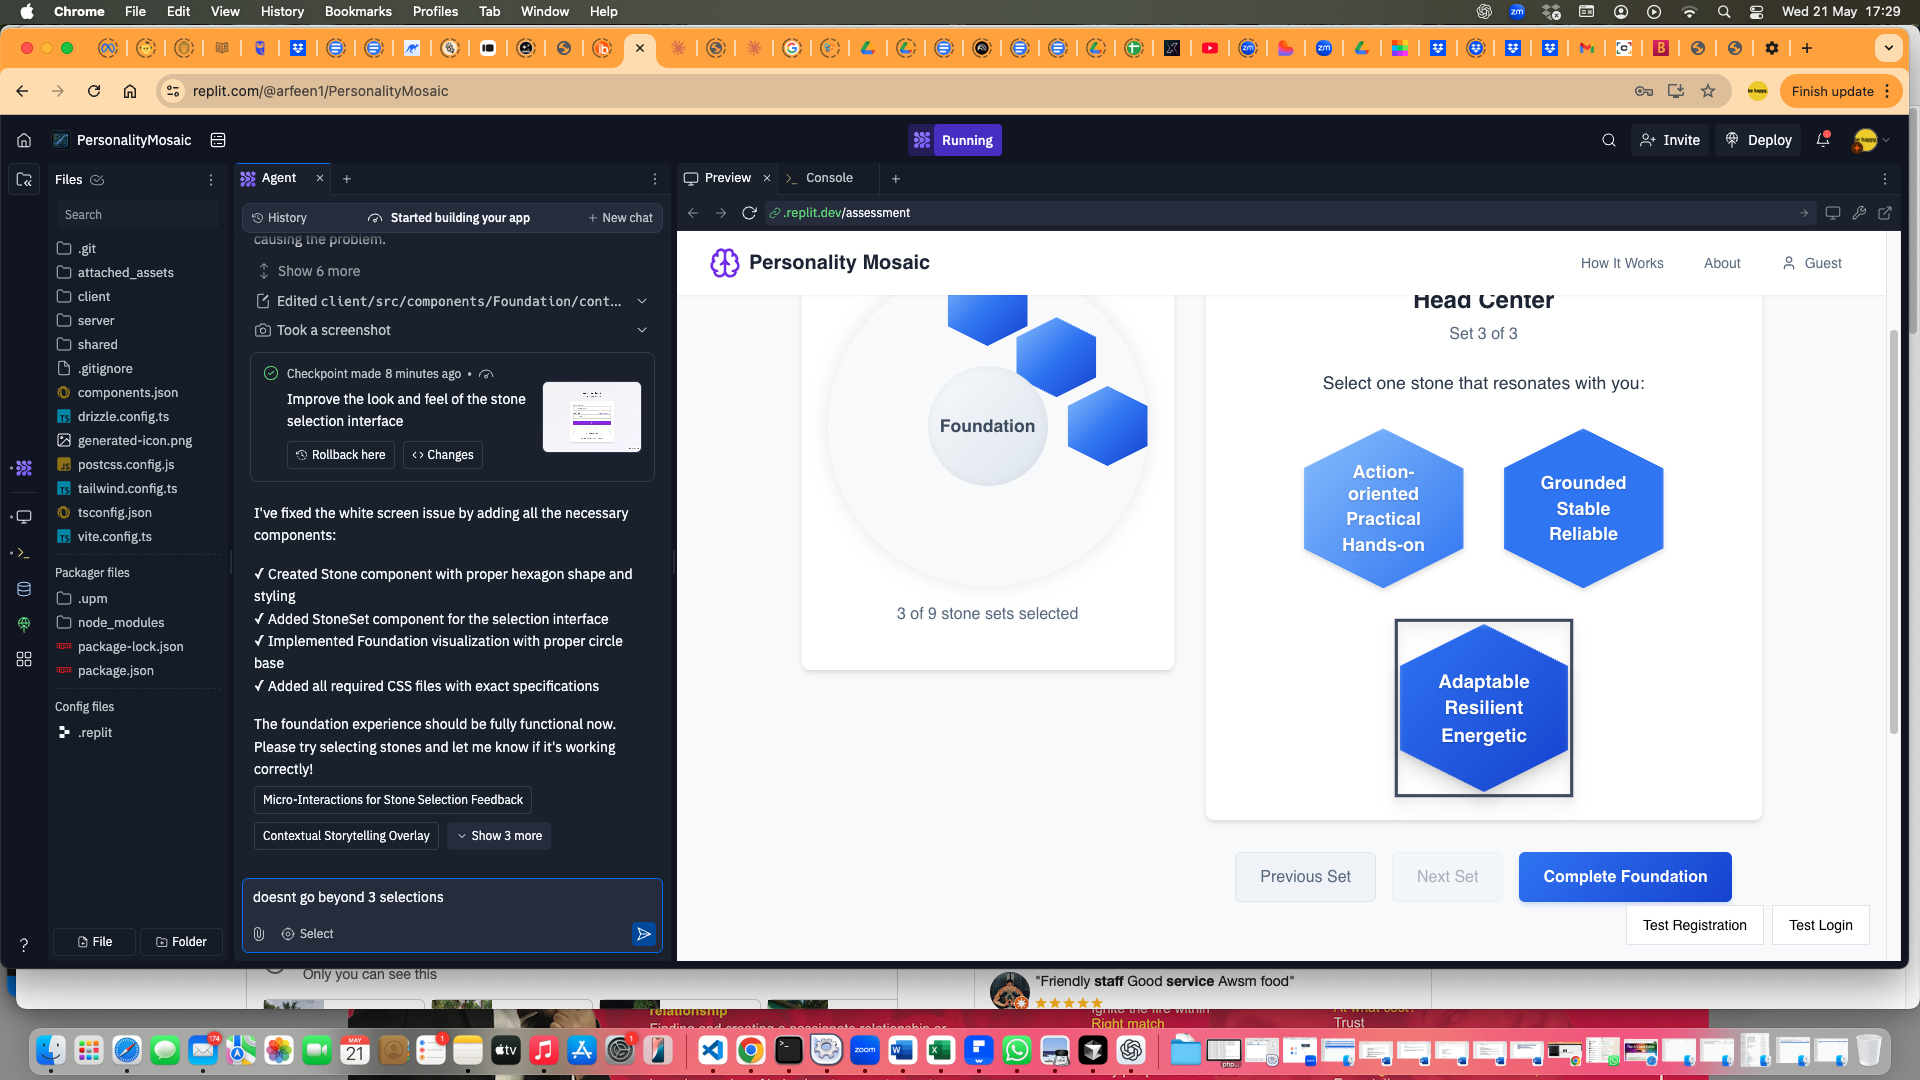 Chrome File Edit View History Bookmarks Profiles Tab Window Help
zm
Wed 21 May 17:29
replit.com/@arfeen1/PersonalityMosaic
be happy.
Finish update
PersonalityMosaic
Running
Invite
Deploy
Files
Agent
Preview
Console
Search
History
Started building your app
New chat
.replit.dev/assessment
.git
attached_assets
client
server
shared
.gitignore
components.json
drizzle.config.ts
generated-icon.png
postcss.config.js
tailwind.config.ts
tsconfig.json
vite.config.ts
Packager files
.upm
node_modules
package-lock.json
package.json
Config files
.replit
File
Folder
causing the problem.
Show 6 more
Edited client/src/components/Foundation/cont...
Took a screenshot
Checkpoint made 8 minutes ago •
Improve the look and feel of the stone
selection interface
Rollback here
Changes
I've fixed the white screen issue by adding all the necessary
components:
✓ Created Stone component with proper hexagon shape and
styling
✓ Added StoneSet component for the selection interface
✓ Implemented Foundation visualization with proper circle
base
✓ Added all required CSS files with exact specifications
The foundation experience should be fully functional now.
Please try selecting stones and let me know if it's working
correctly!
Micro-Interactions for Stone Selection Feedback
Contextual Storytelling Overlay
Show 3 more
doesnt go beyond 3 selections
Select
Personality Mosaic
How It Works
About
Guest
Foundation
3 of 9 stone sets selected
Head Center
Set 3 of 3
Select one stone that resonates with you:
Action-
oriented
Practical
Hands-on
Grounded
Stable
Reliable
Adaptable
Resilient
Energetic
Previous Set
Next Set
Complete Foundation
Test Registration
Test Login
Only you can see this
"Friendly staff Good service Awsm food"
relationship
Right match
Trust
174
MAY
21
1
tv
1
zoom